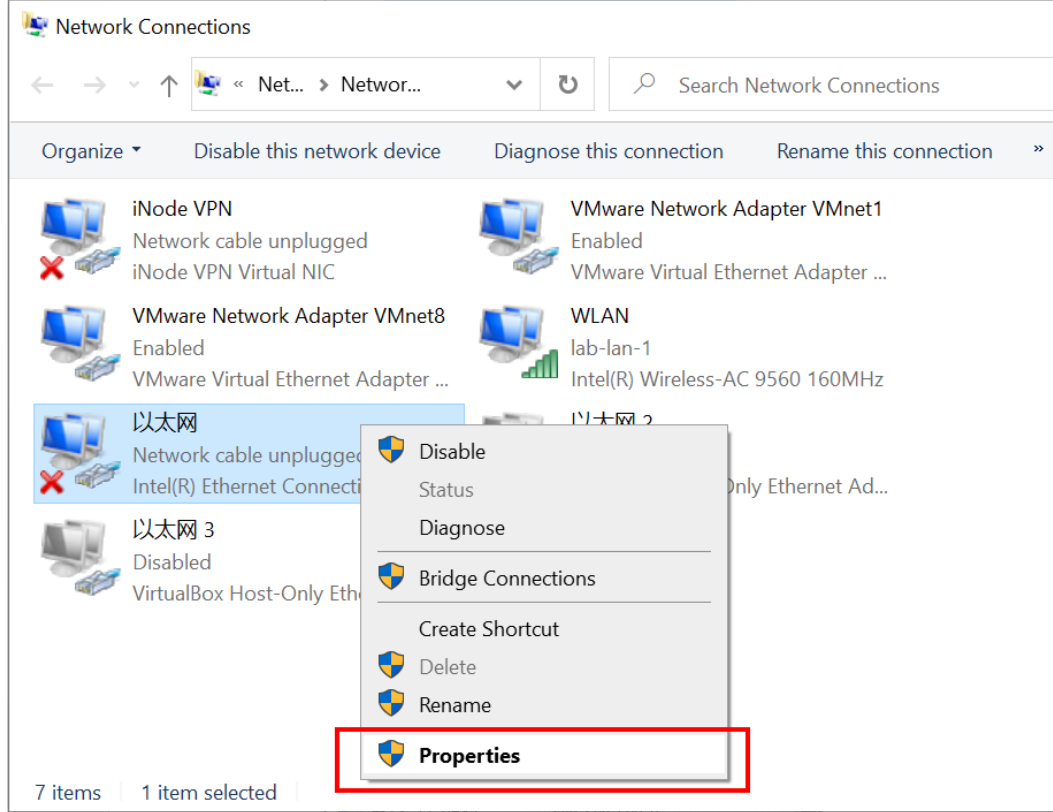 Network Connections
« Net... > Networ...
Search Network Connections
Organize
Disable this network device
Diagnose this connection
Rename this connection
»
iNode VPN
Network cable unplugged
iNode VPN Virtual NIC
VMware Network Adapter VMnet1
Enabled
VMware Virtual Ethernet Adapter ...
VMware Network Adapter VMnet8
Enabled
VMware Virtual Ethernet Adapter ...
WLAN
lab-lan-1
Intel(R) Wireless-AC 9560 160MHz
以太网
Network cable unplugged
Intel(R) Ethernet Connecti
以太网 2
Only Ethernet Ad...
以太网 3
Disabled
VirtualBox Host-Only Eth
Disable
Status
Diagnose
Bridge Connections
Create Shortcut
Delete
Rename
Properties
7 items
1 item selected